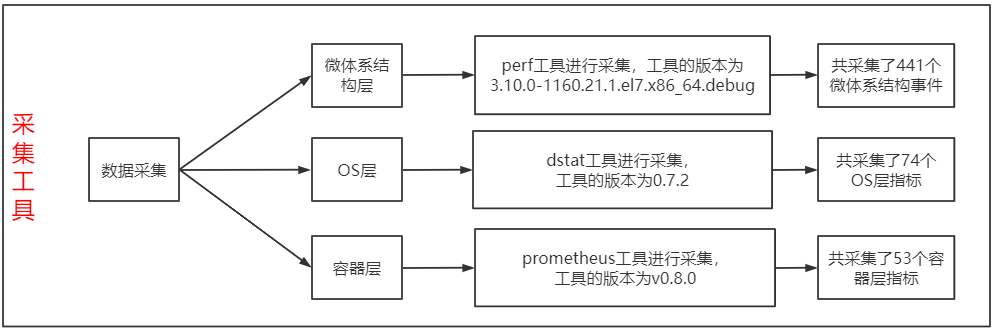 采
集
工
具
数据采集
微体系结
构层
perf工具进行采集，工具的版本为
3.10.0-1160.21.1.el7.x86_64.debug
共采集了441个
微体系结构事件
OS层
dstat工具进行采集，
工具的版本为0.7.2
共采集了74个
OS层指标
容器层
prometheus工具进行采集，
工具的版本为v0.8.0
共采集了53个容
器层指标